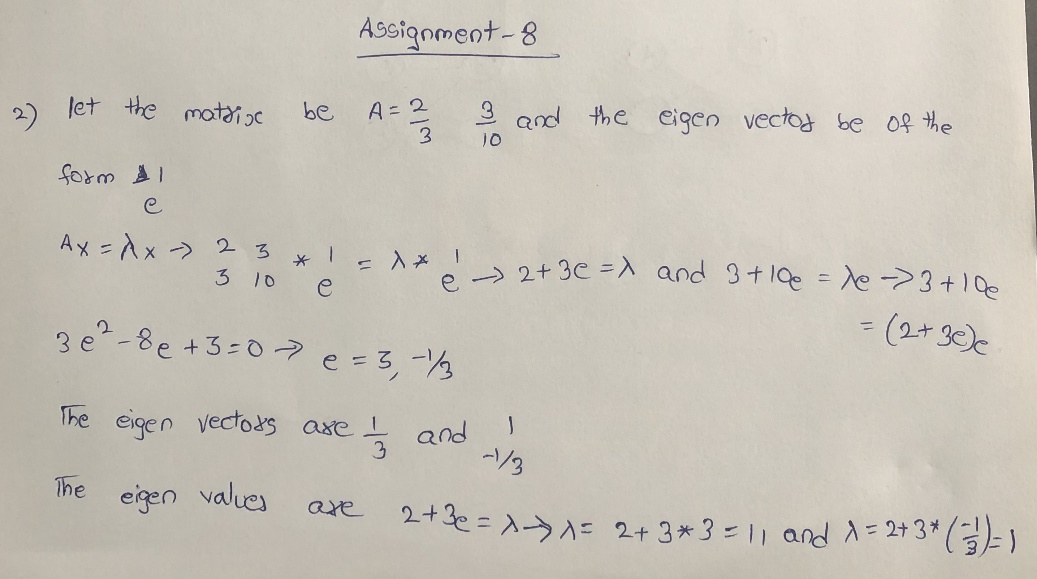 Assignment - 8
2) let the matrix be A = 2/3 3/10 and the eigen vector be of the
form 1
e
Ax = λx → 2 3 * 1 = λ * 1 → 2+3e = λ and 3+10e = λe → 3+10e
3 10 e e
= (2+3e)e
3e² - 8e + 3 = 0 → e = 3, -1/3
The eigen vectors are 1/3 and 1
-1/3
The eigen values are 2+3e = λ → λ = 2+3*3 = 11 and λ = 2+3*(-1/3) = 1